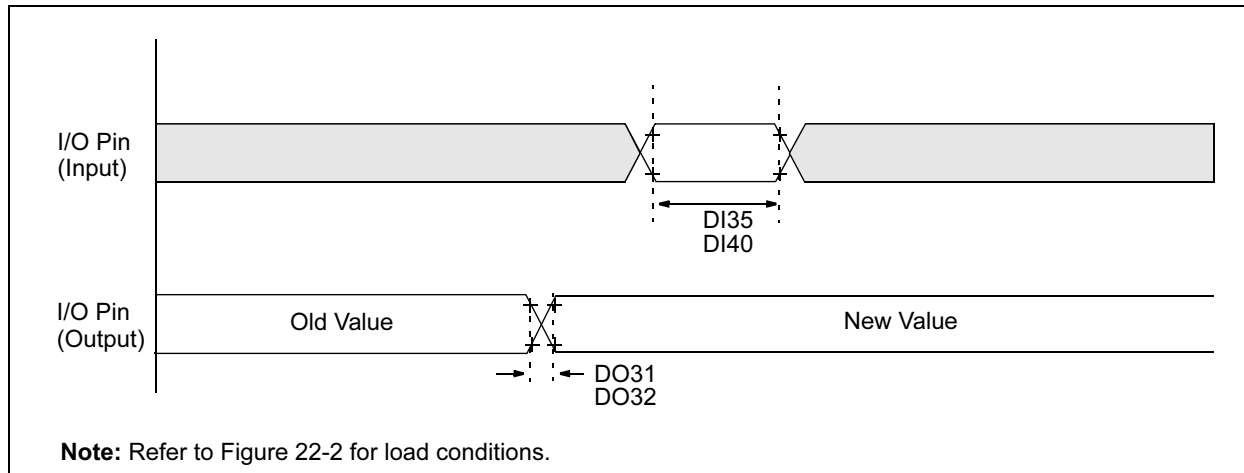 I/O Pin
(Input)
DI35
DI40
I/O Pin
(Output)
Old Value
New Value
DO31
DO32
Note: Refer to Figure 22-2 for load conditions.